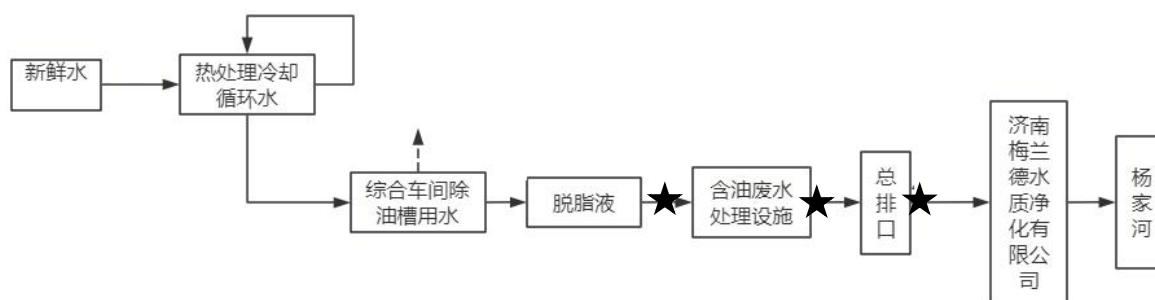 新鲜水
热处理冷却
循环水
综合车间除
油槽用水
脱脂液
含油废水
处理设施
总
排
口
济南
梅兰
德水
质净
化有
限公
司
杨
家
河